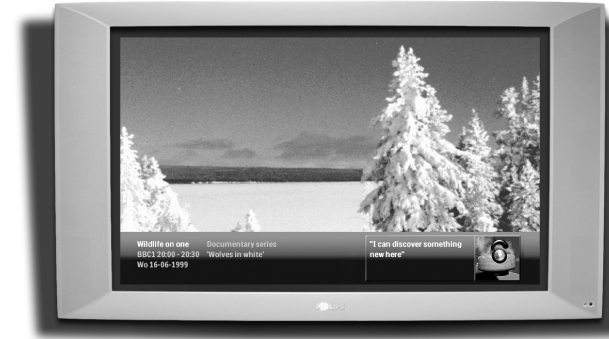 Wildlife on one Documentary series
BBC1 20:00 - 20:30 'Wolves in white'
Wo 16-06-1999
"I can discover something
new here"